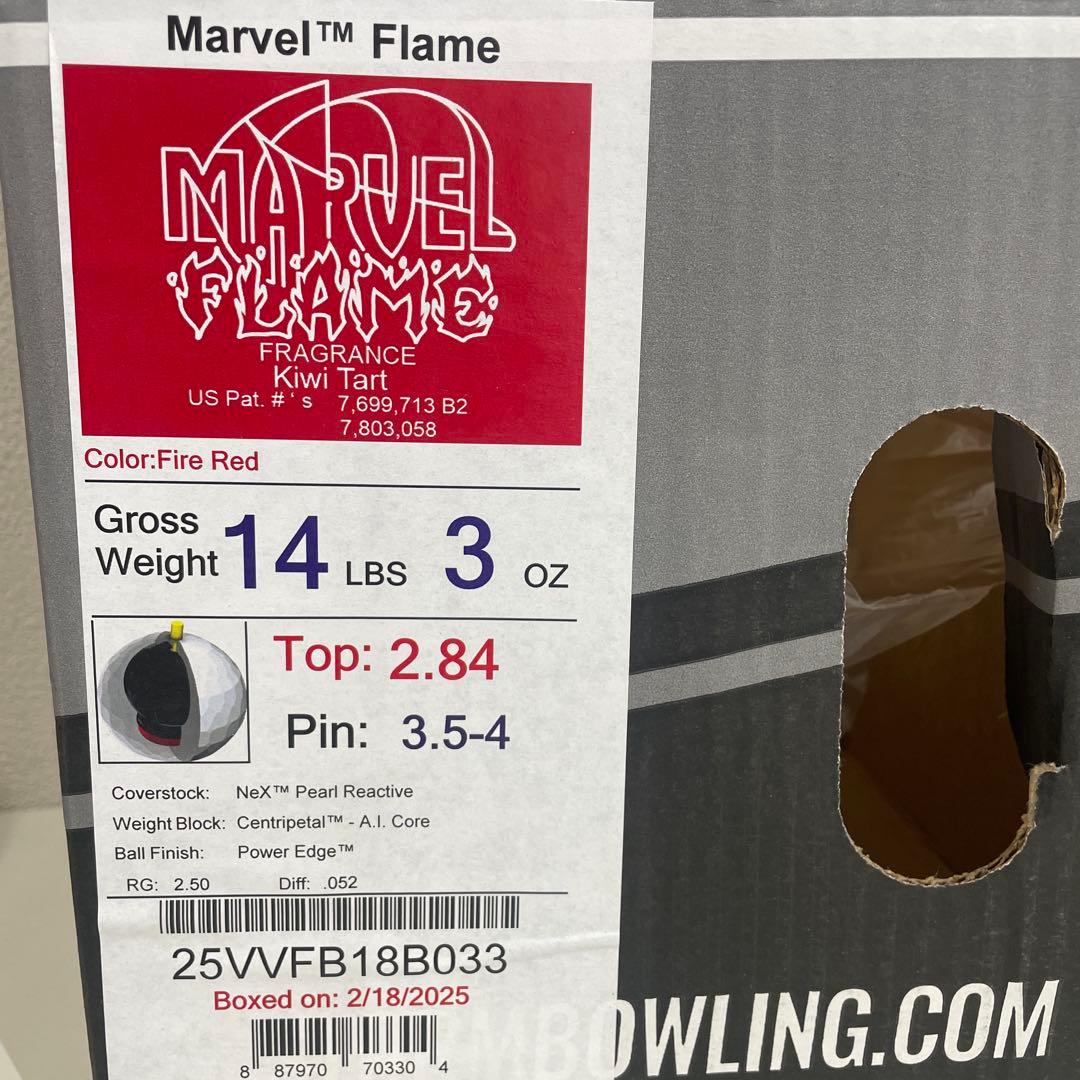 Marvel™ Flame
MARVEL
FLAME
FRAGRANCE
Kiwi Tart
US Pat. # ' s 7,699,713 B2
7,803,058
Color:Fire Red
Gross
Weight 14 LBS 3 OZ
Top: 2.84
Pin: 3.5-4
Coverstock: NeX™ Pearl Reactive
Weight Block: Centripetal™ - A.I. Core
Ball Finish: Power Edge™
RG: 2.50 Diff: .052
25VVFB18B033
Boxed on: 2/18/2025
8 87970 70330 4
MBOWLING.COM